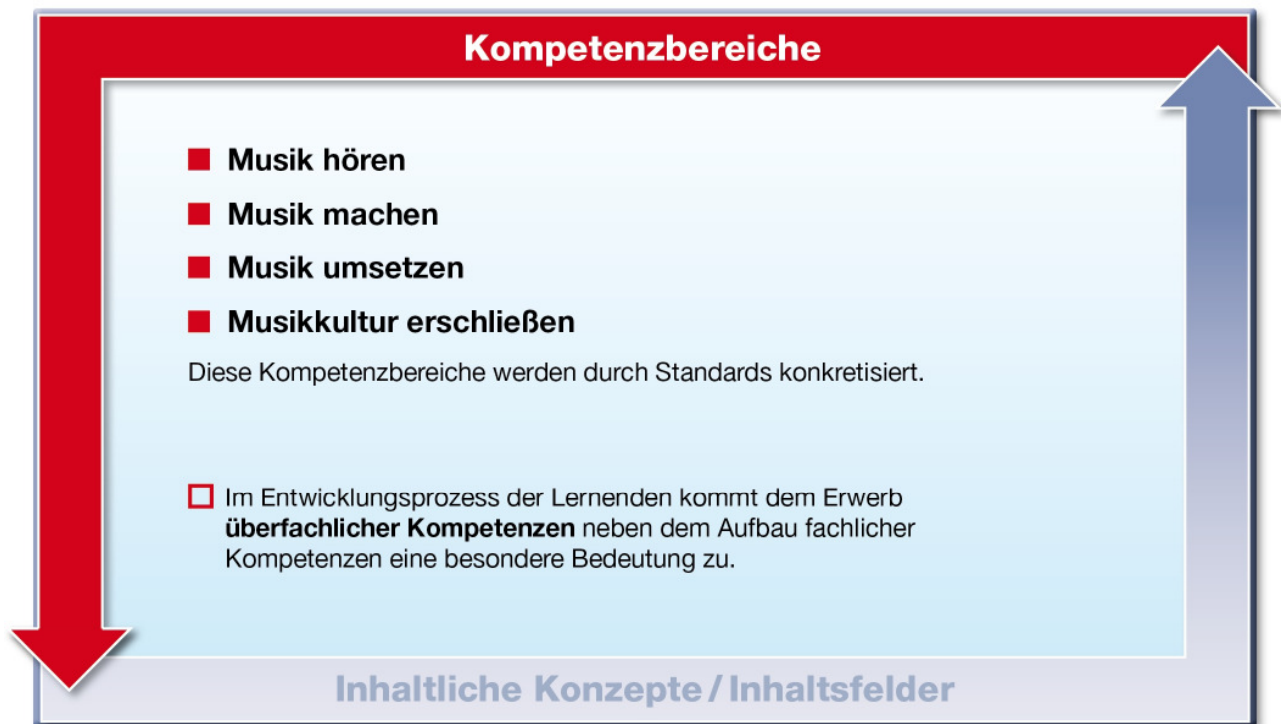 Kompetenzbereiche
Musik hören
Musik machen
Musik umsetzen
Musikkultur erschließen
Diese Kompetenzbereiche werden durch Standards konkretisiert.
Im Entwicklungsprozess der Lernenden kommt dem Erwerb
überfachlicher Kompetenzen neben dem Aufbau fachlicher
Kompetenzen eine besondere Bedeutung zu.
Inhaltliche Konzepte / Inhaltsfelder